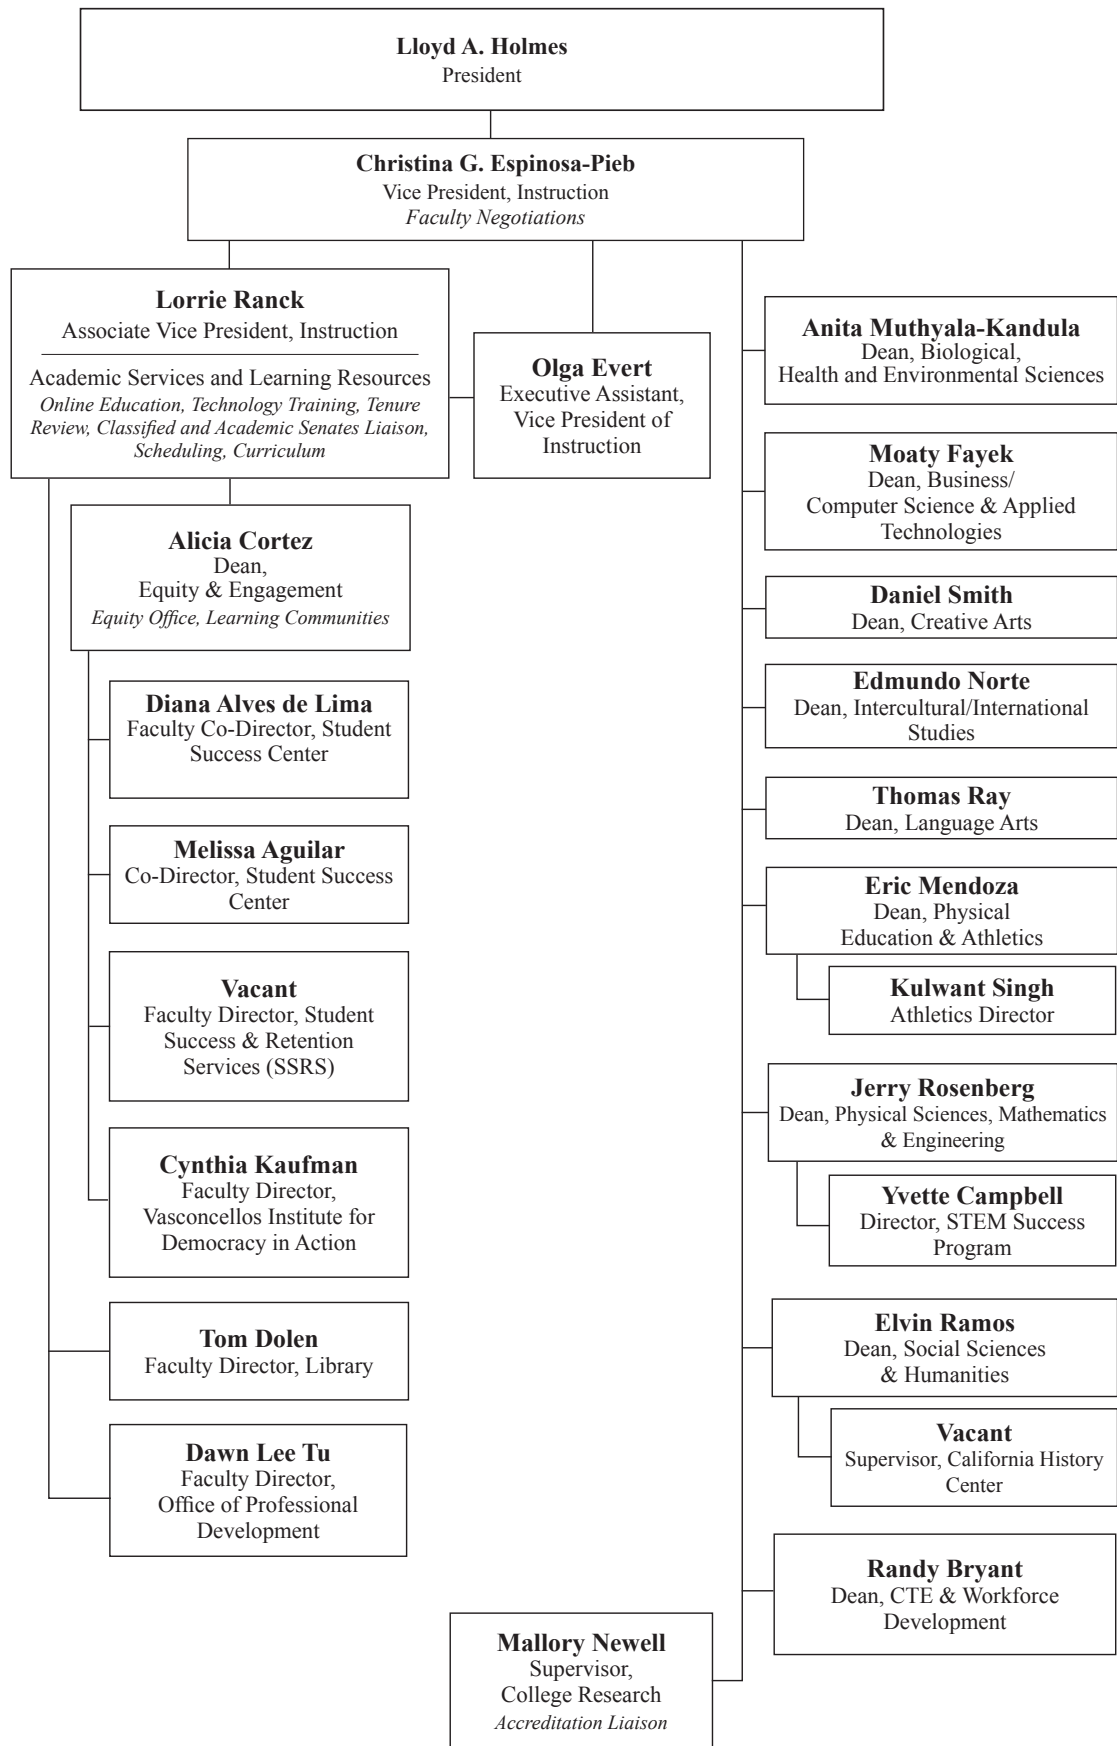 Lloyd A. Holmes
President
Christina G. Espinosa-Pieb
Vice President, Instruction
Faculty Negotiations
Lorrie Ranck
Associate Vice President, Instruction
Academic Services and Learning Resources
Online Education, Technology Training, Tenure
Review, Classified and Academic Senates Liaison,
Scheduling, Curriculum
Olga Evert
Executive Assistant,
Vice President of
Instruction
Alicia Cortez
Dean,
Equity & Engagement
Equity Office, Learning Communities
Diana Alves de Lima
Faculty Co-Director, Student
Success Center
Melissa Aguilar
Co-Director, Student Success
Center
Vacant
Faculty Director, Student
Success & Retention
Services (SSRS)
Cynthia Kaufman
Faculty Director,
Vasconcellos Institute for
Democracy in Action
Tom Dolen
Faculty Director, Library
Dawn Lee Tu
Faculty Director,
Office of Professional
Development
Anita Muthyala-Kandula
Dean, Biological,
Health and Environmental Sciences
Moaty Fayek
Dean, Business/
Computer Science & Applied
Technologies
Daniel Smith
Dean, Creative Arts
Edmundo Norte
Dean, Intercultural/International
Studies
Thomas Ray
Dean, Language Arts
Eric Mendoza
Dean, Physical
Education & Athletics
Kulwant Singh
Athletics Director
Jerry Rosenberg
Dean, Physical Sciences, Mathematics
& Engineering
Yvette Campbell
Director, STEM Success
Program
Elvin Ramos
Dean, Social Sciences
& Humanities
Vacant
Supervisor, California History
Center
Randy Bryant
Dean, CTE & Workforce
Development
Mallory Newell
Supervisor,
College Research
Accreditation Liaison